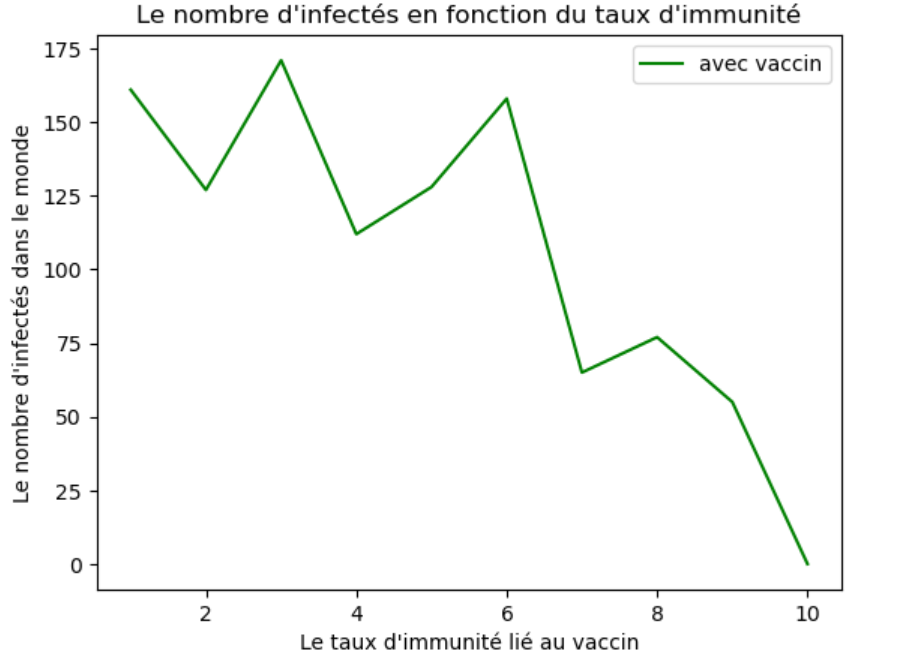 Le nombre d'infectés en fonction du taux d'immunité
avec vaccin
Le nombre d'infectés dans le monde
175
150
125
100
75
50
25
0
2 4 6 8 10
Le taux d'immunité lié au vaccin